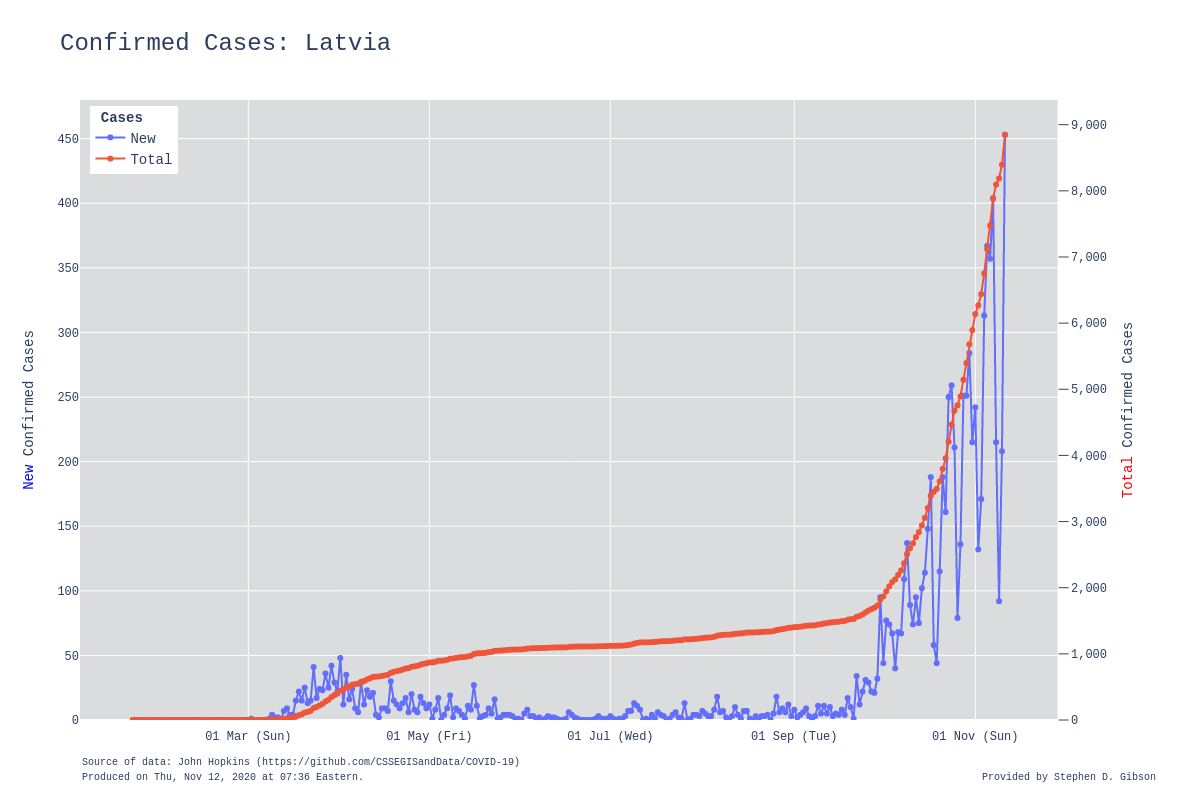 Confirmed Cases: Latvia
Cases
New
Total
450
400
350
300
250
200
150
100
50
0
9,000
8,000
7,000
6,000
5,000
4,000
3,000
2,000
1,000
0
New Confirmed Cases
Total Confirmed Cases
01 Mar (Sun)
01 May (Fri)
01 Jul (Wed)
01 Sep (Tue)
01 Nov (Sun)
Source of data: John Hopkins (https://github.com/CSSEGISandData/COVID-19)
Produced on Thu, Nov 12, 2020 at 07:36 Eastern.
Provided by Stephen D. Gibson